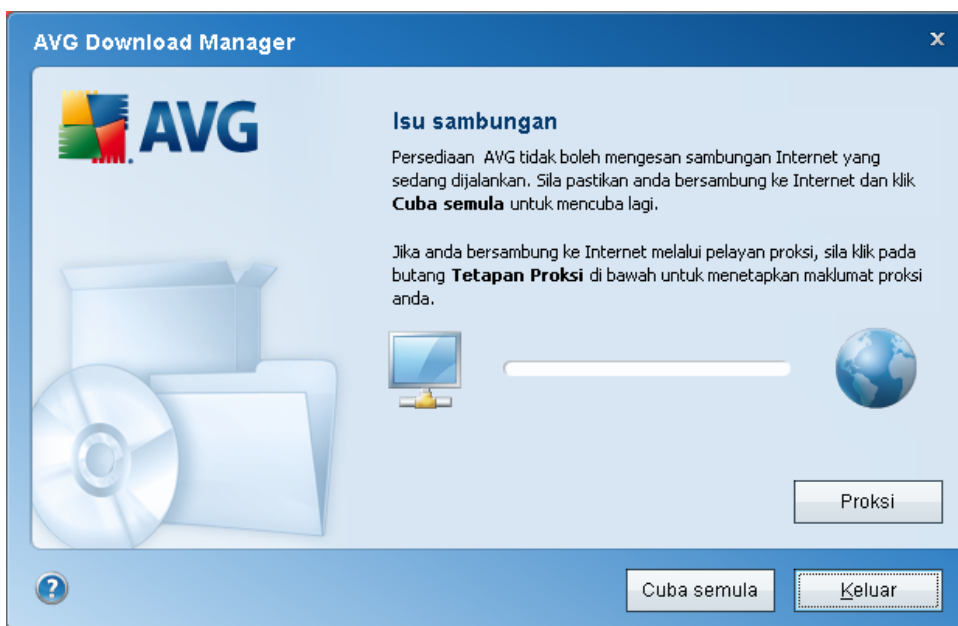 AVG Download Manager
x
AVG
Isu sambungan
Persediaan AVG tidak boleh mengesan sambungan Internet yang
sedang dijalankan. Sila pastikan anda bersambung ke Internet dan klik
Cuba semula untuk mencuba lagi.
Jika anda bersambung ke Internet melalui pelayan proksi, sila klik pada
butang Tetapan Proksi di bawah untuk menetapkan maklumat proksi
anda.
Proksi
?
Cuba semula
Keluar